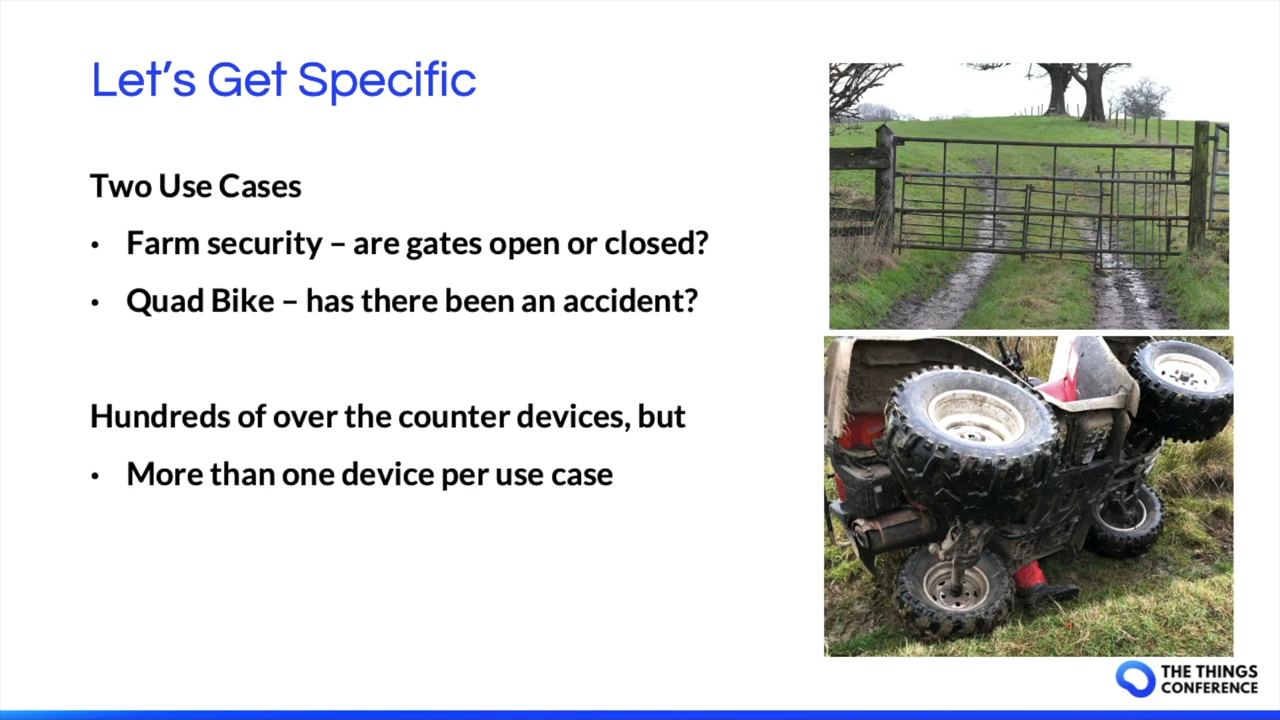 Let’s Get Specific
Two Use Cases
• Farm security – are gates open or closed?
• Quad Bike – has there been an accident?
Hundreds of over the counter devices, but
• More than one device per use case
THE THINGS
CONFERENCE